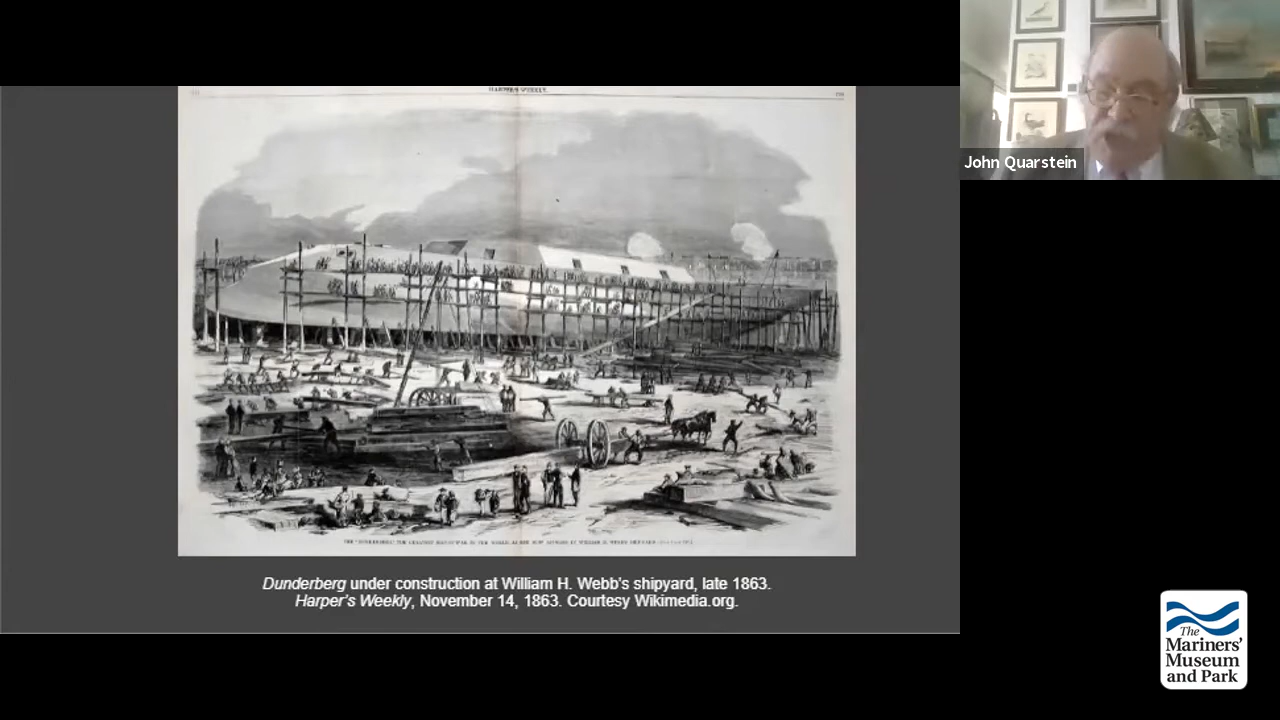 HARPER'S WEEKLY.
John Quarstein
Dunderberg under construction at William H. Webb's shipyard, late 1863.
Harper's Weekly, November 14, 1863. Courtesy Wikimedia.org.
The
Mariners'
Museum
and Park